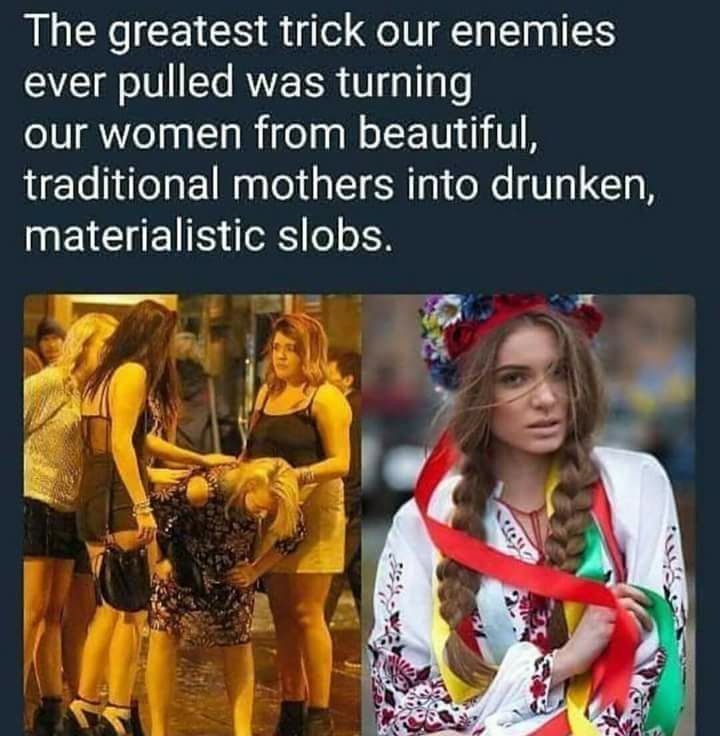 The greatest trick our enemies
ever pulled was turning
our women from beautiful,
traditional mothers into drunken,
materialistic slobs.